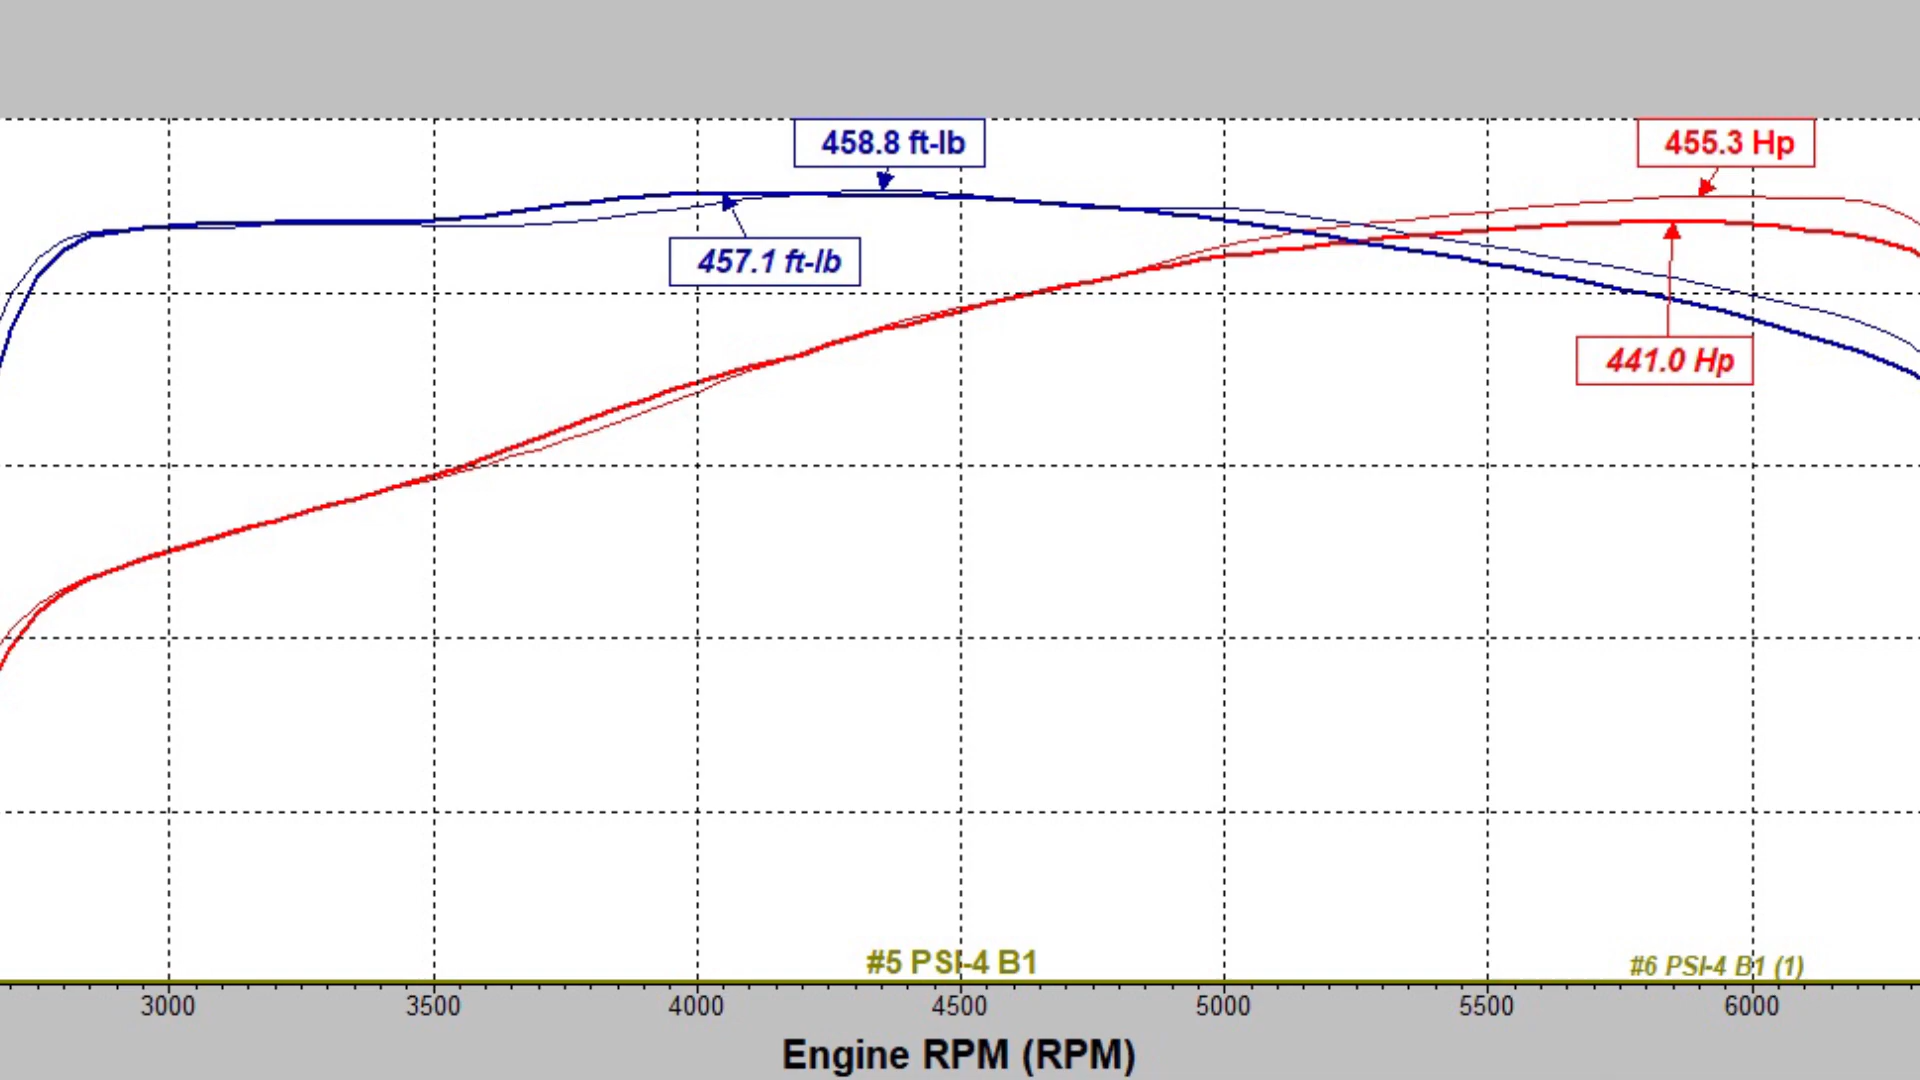 458.8 ft-lb
455.3 Hp
457.1 ft-lb
441.0 Hp
#5 PSI-4 B1
#6 PSI-4 B1 (1)
3000 3500 4000 4500 5000 5500 6000
Engine RPM (RPM)